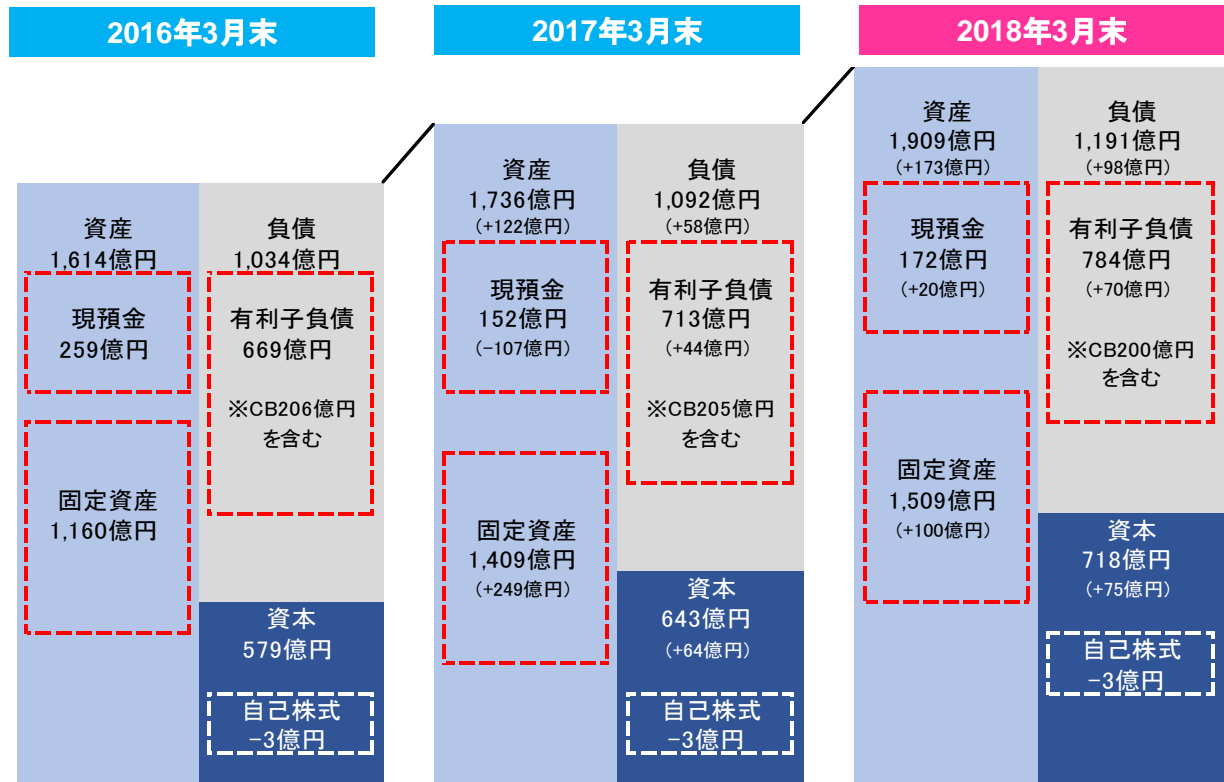 2016年3月末
資産
1,614億円
現預金
259億円
固定資産
1,160億円
負債
1,034億円
有利子負債
669億円
※CB206億円
を含む
資本
579億円
自己株式
-3億円
2017年3月末
資産
1,736億円
(+122億円)
現預金
152億円
(-107億円)
固定資産
1,409億円
(+249億円)
負債
1,092億円
(+58億円)
有利子負債
713億円
(+44億円)
※CB205億円
を含む
資本
643億円
(+64億円)
自己株式
-3億円
2018年3月末
資産
1,909億円
(+173億円)
現預金
172億円
(+20億円)
固定資産
1,509億円
(+100億円)
負債
1,191億円
(+98億円)
有利子負債
784億円
(+70億円)
※CB200億円
を含む
資本
718億円
(+75億円)
自己株式
-3億円